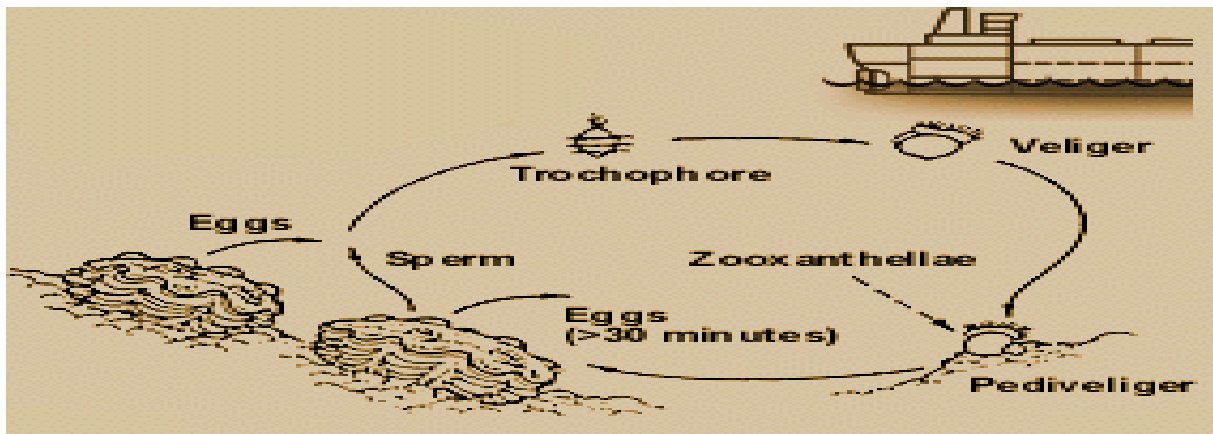 Veliger
Trochophore
Eggs
Sperm
Zooxanthellae
Eggs
(>30 minutes)
Pediveliger